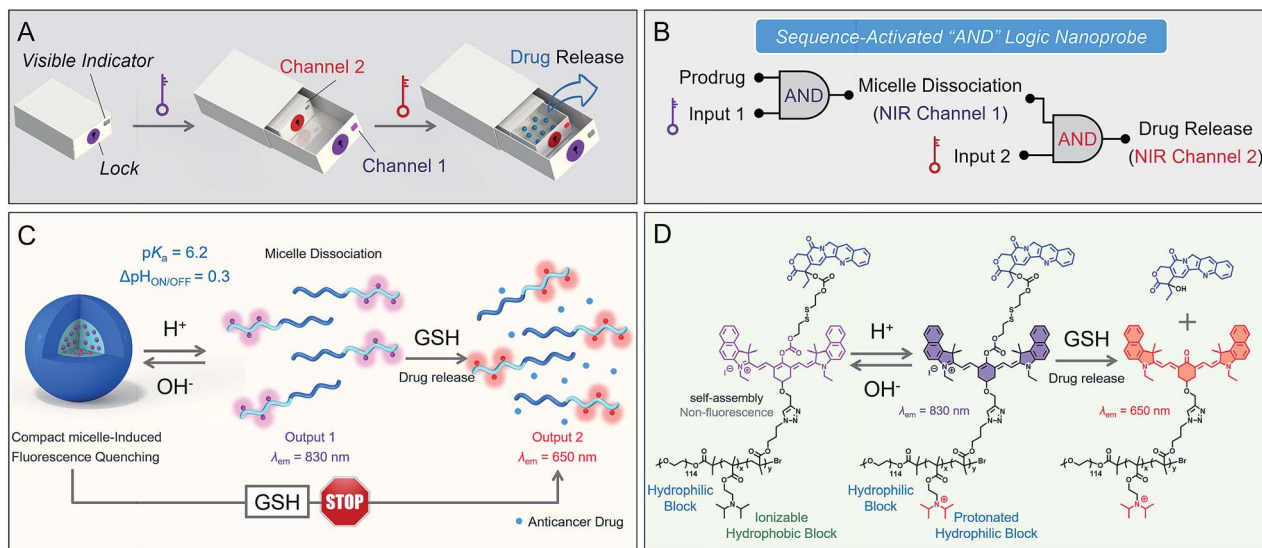 A
Visible Indicator
Lock
Channel 2
Channel 1
Drug Release
B
Sequence-Activated “AND” Logic Nanoprobe
Prodrug
Input 1
AND
Micelle Dissociation
(NIR Channel 1)
Input 2
AND
Drug Release
(NIR Channel 2)
C
pKa = 6.2
ΔpHON/OFF = 0.3
H+
OH-
Compact micelle-Induced
Fluorescence Quenching
Micelle Dissociation
Output 1
λem = 830 nm
GSH
Drug release
Output 2
λem = 650 nm
GSH
STOP
Anticancer Drug
D
self-assembly
Non-fluorescence
H+
OH-
λem = 830 nm
GSH
Drug release
+
λem = 650 nm
Hydrophilic
Block
Ionizable
Hydrophobic Block
Hydrophilic
Block
Protonated
Hydrophilic Block